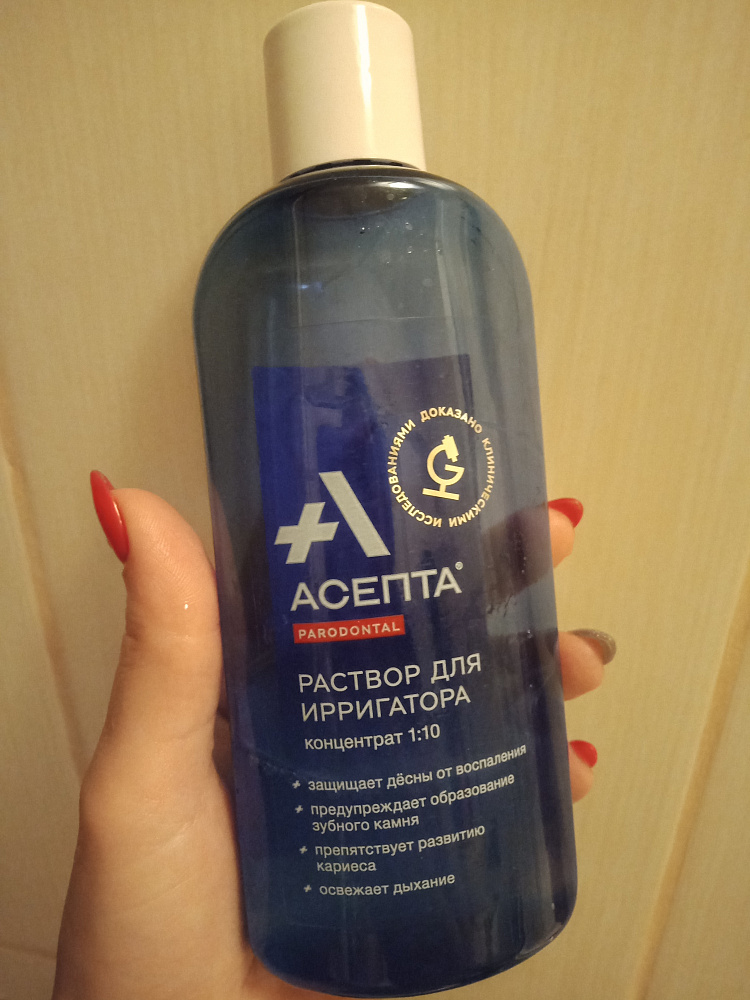 ДОКАЗАНО КЛИНИЧЕСКИМИ ИССЛЕДОВАНИЯМИ
АСЕПТА®
PARODONTAL
РАСТВОР ДЛЯ
ИРРИГАТОРА
концентрат 1:10
+ защищает дёсны от воспаления
+ предупреждает образование
зубного камня
+ препятствует развитию
кариеса
+ освежает дыхание